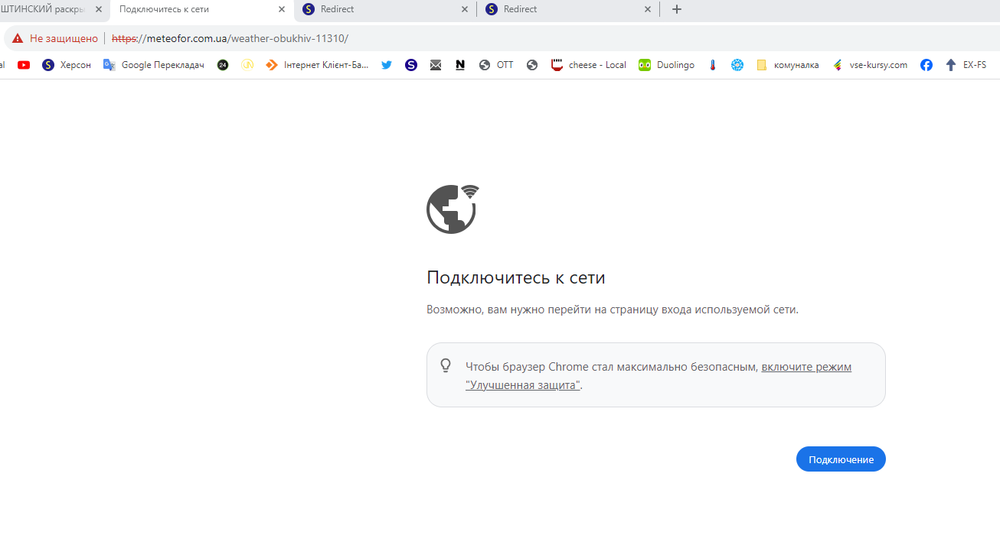 ШТИНСКИЙ раскры
Подключитесь к сети
Redirect
Redirect
Не защищено
https://meteofor.com.ua/weather-obukhiv-11310/
al
Херсон
Google Перекладач
24
Інтернет Клієнт-Ба...
ОТТ
cheese - Local
Duolingo
комуналка
vse-kursy.com
EX-FS
Подключитесь к сети
Возможно, вам нужно перейти на страницу входа используемой сети.
Чтобы браузер Chrome стал максимально безопасным, включите режим
"Улучшенная защита".
Подключение